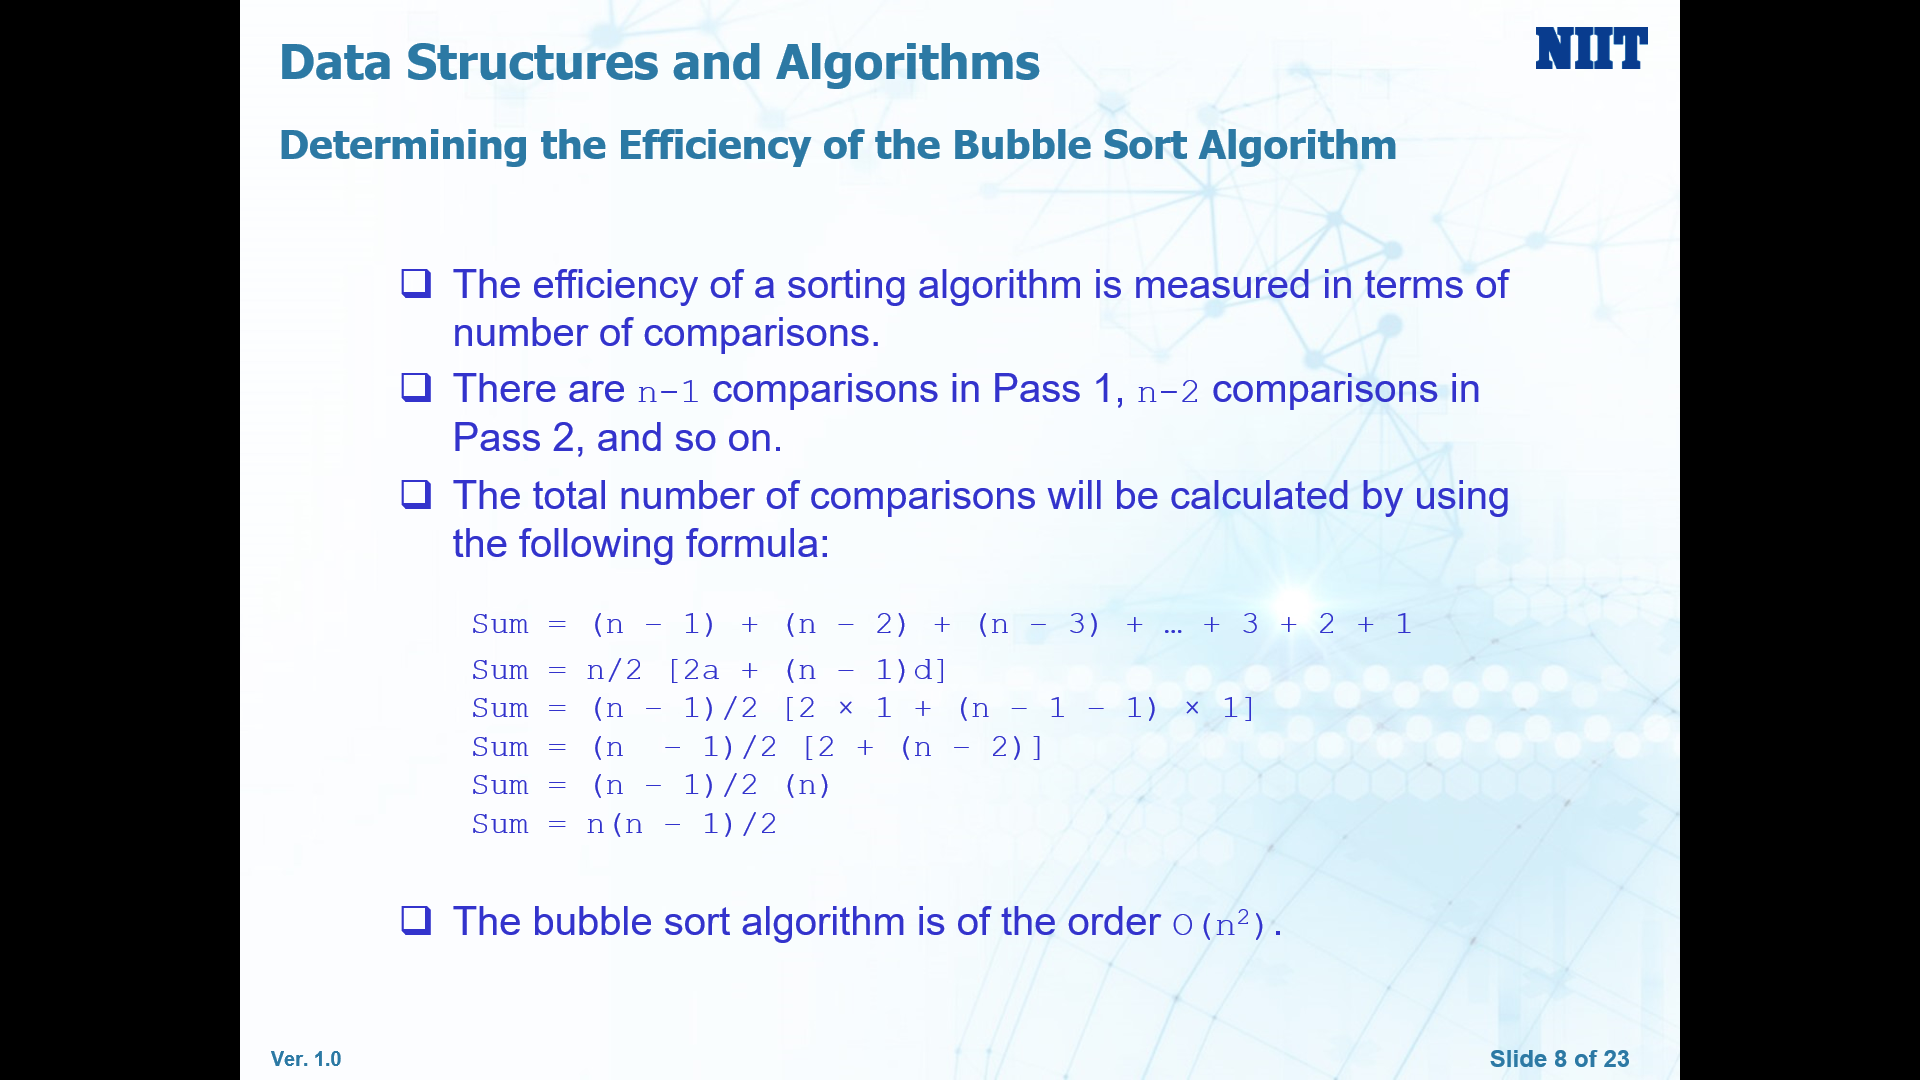 Data Structures and Algorithms
NIIT
Determining the Efficiency of the Bubble Sort Algorithm
❑ The efficiency of a sorting algorithm is measured in terms of
number of comparisons.
❑ There are n–1 comparisons in Pass 1, n–2 comparisons in
Pass 2, and so on.
❑ The total number of comparisons will be calculated by using
the following formula:
Sum = (n – 1) + (n – 2) + (n – 3) + … + 3 + 2 + 1
Sum = n/2 [2a + (n – 1)d]
Sum = (n – 1)/2 [2 × 1 + (n – 1 – 1) × 1]
Sum = (n  – 1)/2 [2 + (n – 2)]
Sum = (n – 1)/2 (n)
Sum = n(n – 1)/2
❑ The bubble sort algorithm is of the order O(n²).
Ver. 1.0
Slide 8 of 23